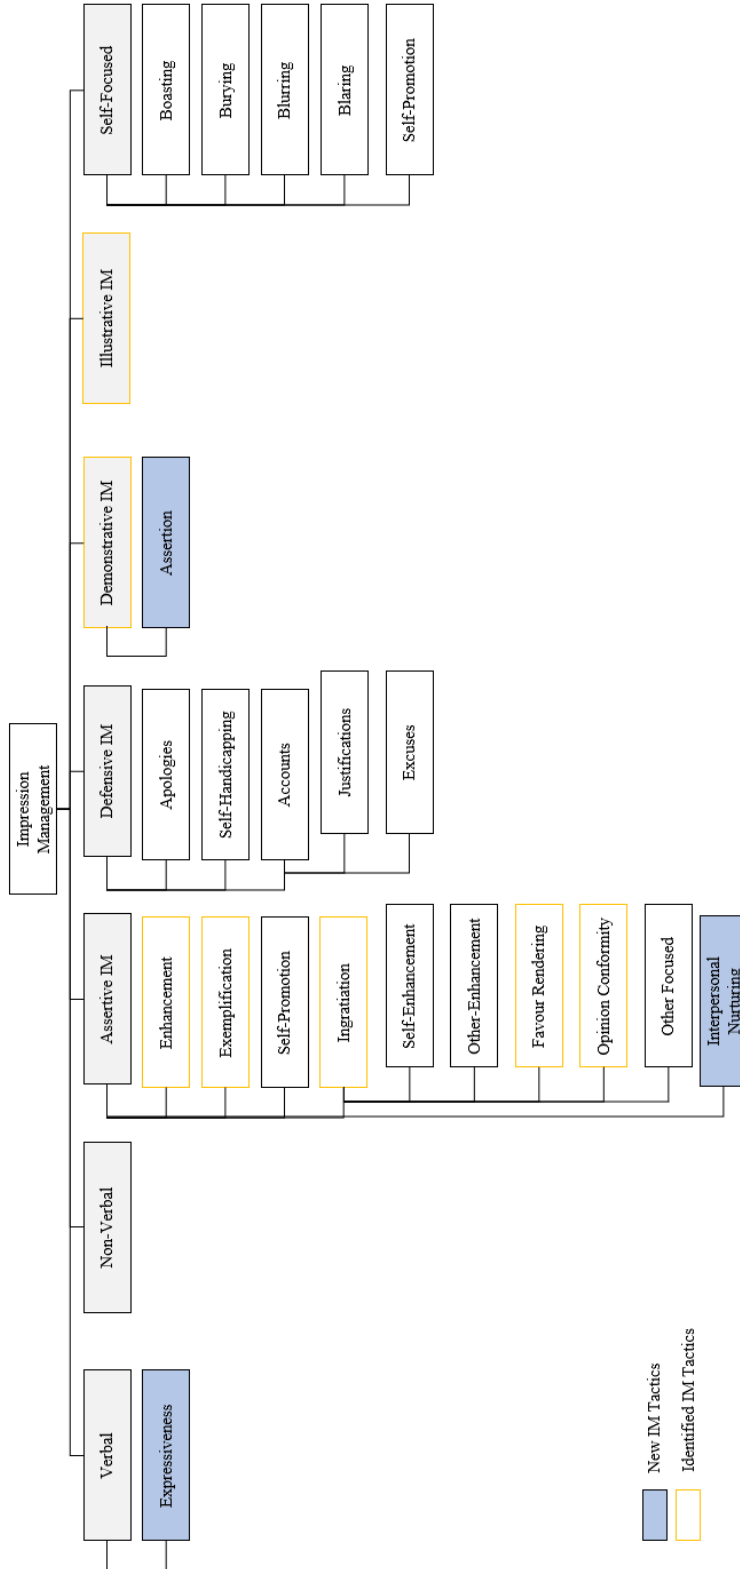 Impression
Management
Verbal
Expressiveness
Non-Verbal
Assertive IM
Enhancement
Exemplification
Self-Promotion
Ingratiation
Self-Enhancement
Other-Enhancement
Favour Rendering
Opinion Conformity
Other Focused
Interpersonal
Nurturing
Defensive IM
Apologies
Self-Handicapping
Accounts
Justifications
Excuses
Demonstrative IM
Assertion
Illustrative IM
Self-Focused
Boasting
Burying
Blurring
Blaring
Self-Promotion
New IM Tactics
Identified IM Tactics